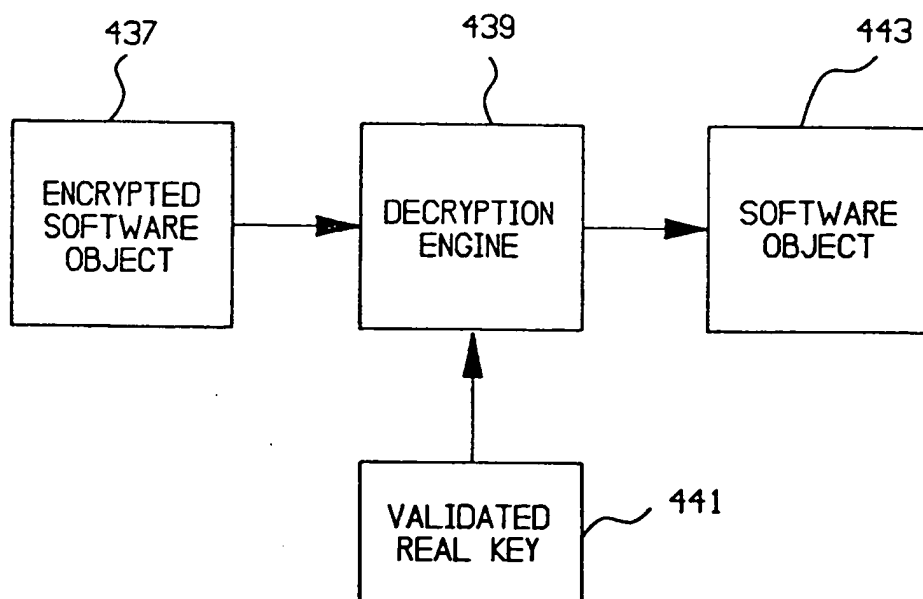 437
439
443
ENCRYPTED
SOFTWARE
OBJECT
DECRYPTION
ENGINE
SOFTWARE
OBJECT
VALIDATED
REAL KEY
441